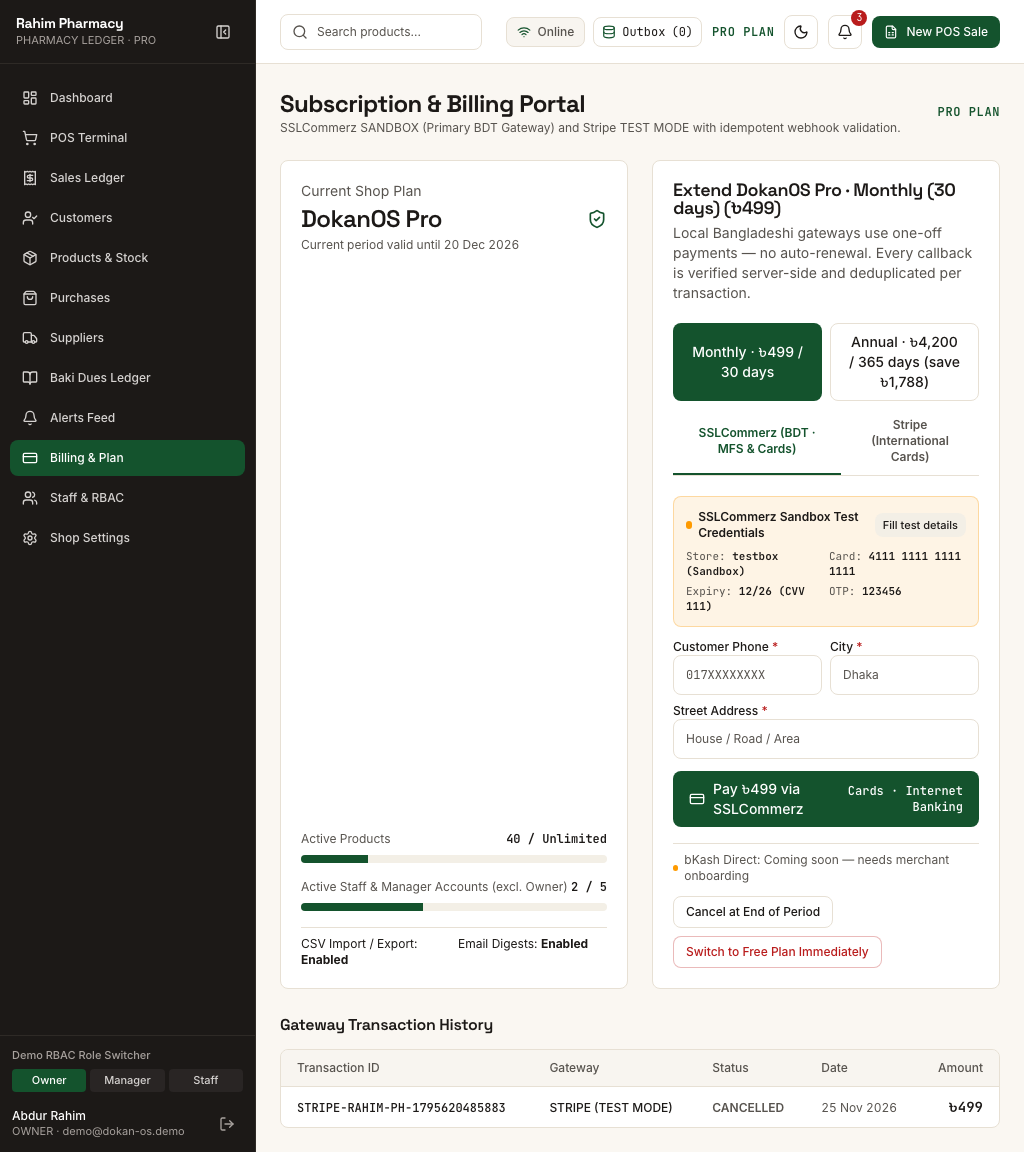 Rahim Pharmacy
PHARMACY LEDGER · PRO
Dashboard
POS Terminal
Sales Ledger
Customers
Products & Stock
Purchases
Suppliers
Baki Dues Ledger
Alerts Feed
Billing & Plan
Staff & RBAC
Shop Settings
Demo RBAC Role Switcher
Owner Manager Staff
Abdur Rahim
OWNER · demo@dokan-os.demo
Search products...
Online
Outbox (0)
PRO PLAN
3
New POS Sale
Subscription & Billing Portal
SSLCommerz SANDBOX (Primary BDT Gateway) and Stripe TEST MODE with idempotent webhook validation.
PRO PLAN
Current Shop Plan
DokanOS Pro
Current period valid until 20 Dec 2026
Active Products 40 / Unlimited
Active Staff & Manager Accounts (excl. Owner) 2 / 5
CSV Import / Export:
Enabled
Email Digests: Enabled
Extend DokanOS Pro · Monthly (30
days) (৳499)
Local Bangladeshi gateways use one-off
payments — no auto-renewal. Every callback
is verified server-side and deduplicated per
transaction.
Monthly · ৳499 /
30 days
Annual · ৳4,200
/ 365 days (save
৳1,788)
SSLCommerz (BDT ·
MFS & Cards)
Stripe
(International
Cards)
SSLCommerz Sandbox Test
Credentials
Fill test details
Store: testbox
(Sandbox)
Card: 4111 1111 1111
1111
Expiry: 12/26 (CVV
111)
OTP: 123456
Customer Phone *
017XXXXXXXX
City *
Dhaka
Street Address *
House / Road / Area
Pay ৳499 via
SSLCommerz
Cards · Internet
Banking
bKash Direct: Coming soon — needs merchant
onboarding
Cancel at End of Period
Switch to Free Plan Immediately
Gateway Transaction History
Transaction ID Gateway Status Date Amount
STRIPE-RAHIM-PH-1795620485883 STRIPE (TEST MODE) CANCELLED 25 Nov 2026 ৳499